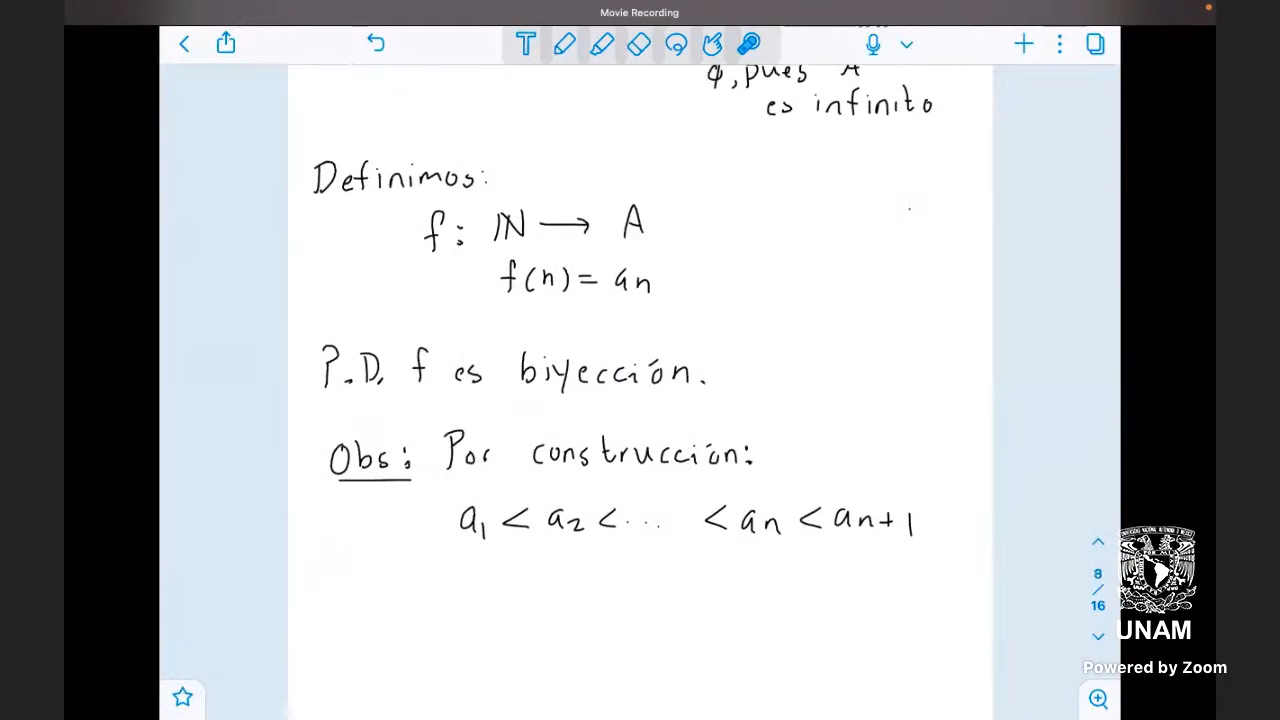 Movie Recording
φ, pues A
es infinito
Definimos:
f: ℕ → A
f(n) = an
P.D. f es biyección.
Obs: Por construcción:
a₁ < a₂ < ... < an < an+1
8
/
16
UNAM
Powered by Zoom